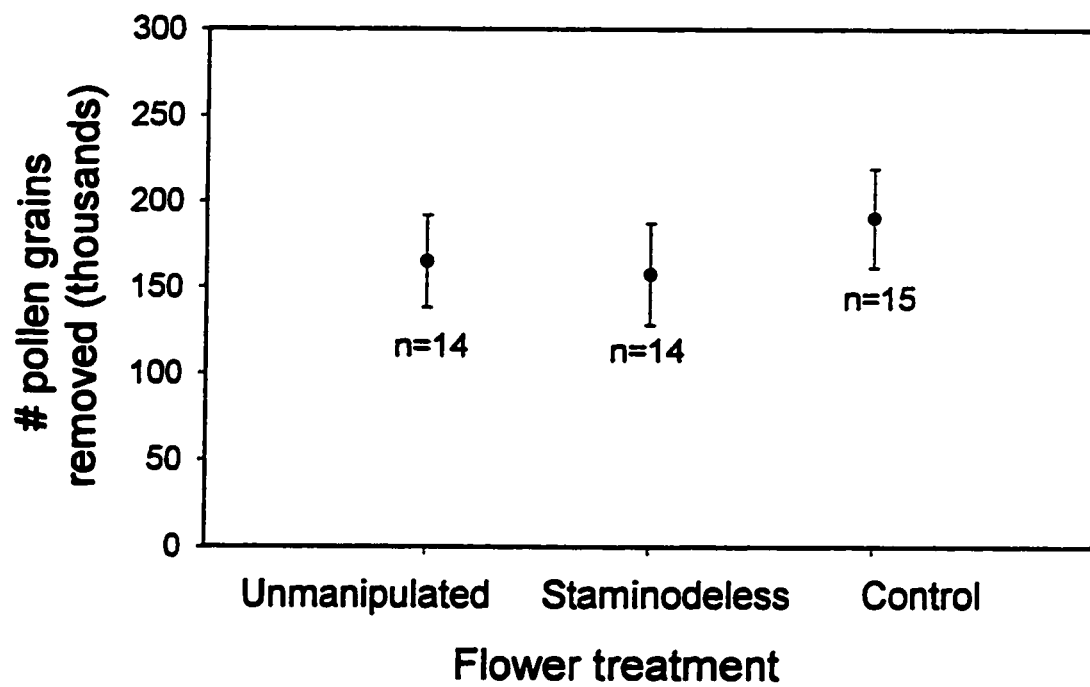 # pollen grains
removed (thousands)
300
250
200
150
100
50
0
n=14
n=14
n=15
Unmanipulated
Staminodeless
Control
Flower treatment